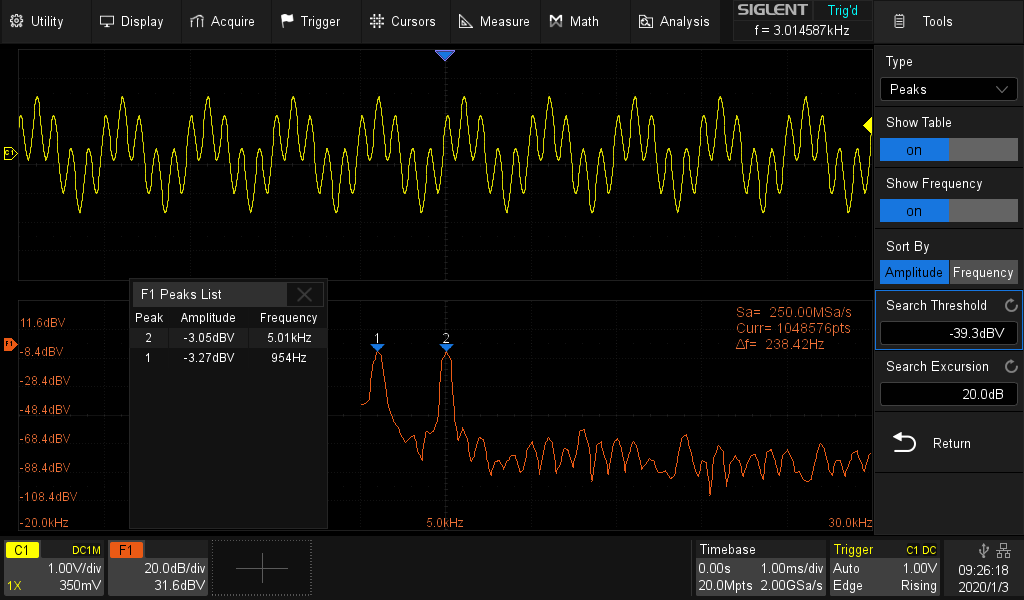 Utility Display Acquire Trigger Cursors Measure Math Analysis
SIGLENT Trig'd
f = 3.014587kHz
Tools
Type
Peaks
Show Table
on
Show Frequency
on
Sort By
Amplitude Frequency
Search Threshold
-39.3dBV
Search Excursion
20.0dB
Return
F1 Peaks List
Peak Amplitude Frequency
2 -3.05dBV 5.01kHz
1 -3.27dBV 954Hz
Sa= 250.00MSa/s
Curr= 1048576pts
Δf= 238.42Hz
1 2
F1
11.6dBV
-8.4dBV
-28.4dBV
-48.4dBV
-68.4dBV
-88.4dBV
-108.4dBV
-20.0kHz 5.0kHz 30.0kHz
C1 DC1M
1.00V/div
1X 350mV
F1
20.0dB/div
31.6dBV
Timebase
0.00s 1.00ms/div
20.0Mpts 2.00GSa/s
Trigger C1 DC
Auto 1.00V
Edge Rising
09:26:18
2020/1/3